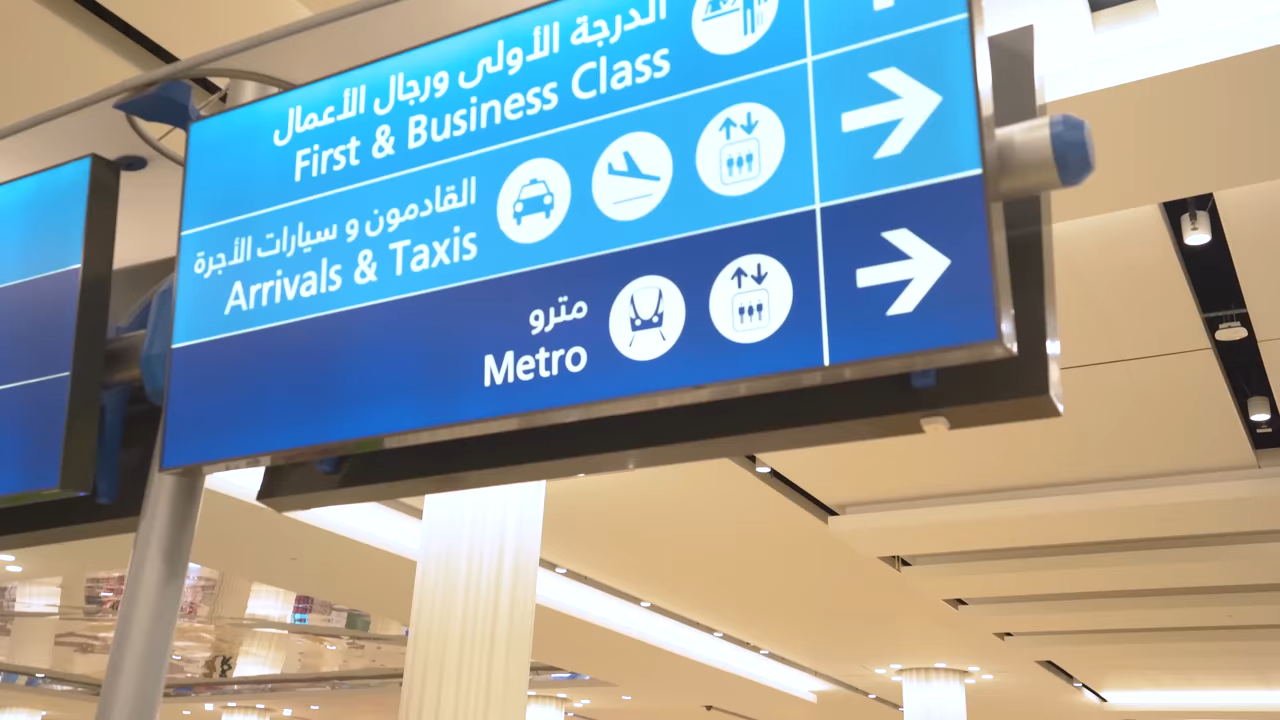 الدرجة الأولى ورجال الأعمال
First & Business Class
القادمون و سيارات الأجرة
Arrivals & Taxis
مترو
Metro